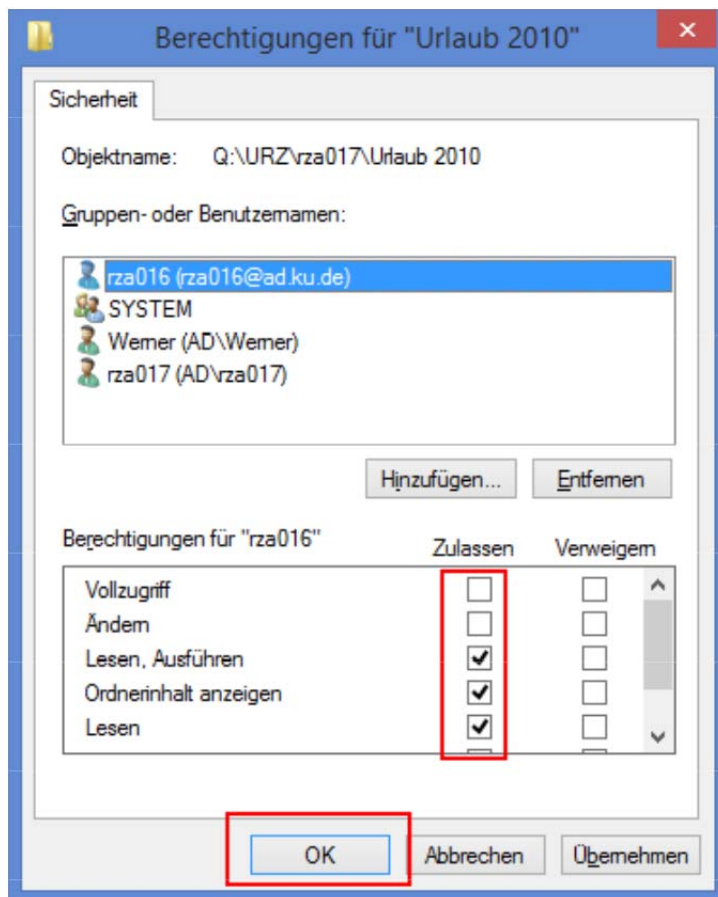 Berechtigungen für "Urlaub 2010"
Sicherheit
Objektname: Q:\URZ\rza017\Urlaub 2010
Gruppen- oder Benutzernamen:
rza016 (rza016@ad.ku.de)
SYSTEM
Werner (AD\Werner)
rza017 (AD\rza017)
Hinzufügen... Entfernen
Berechtigungen für "rza016" Zulassen Verweigern
Vollzugriff
Ändern
Lesen, Ausführen
Ordnerinhalt anzeigen
Lesen
OK Abbrechen Übernehmen